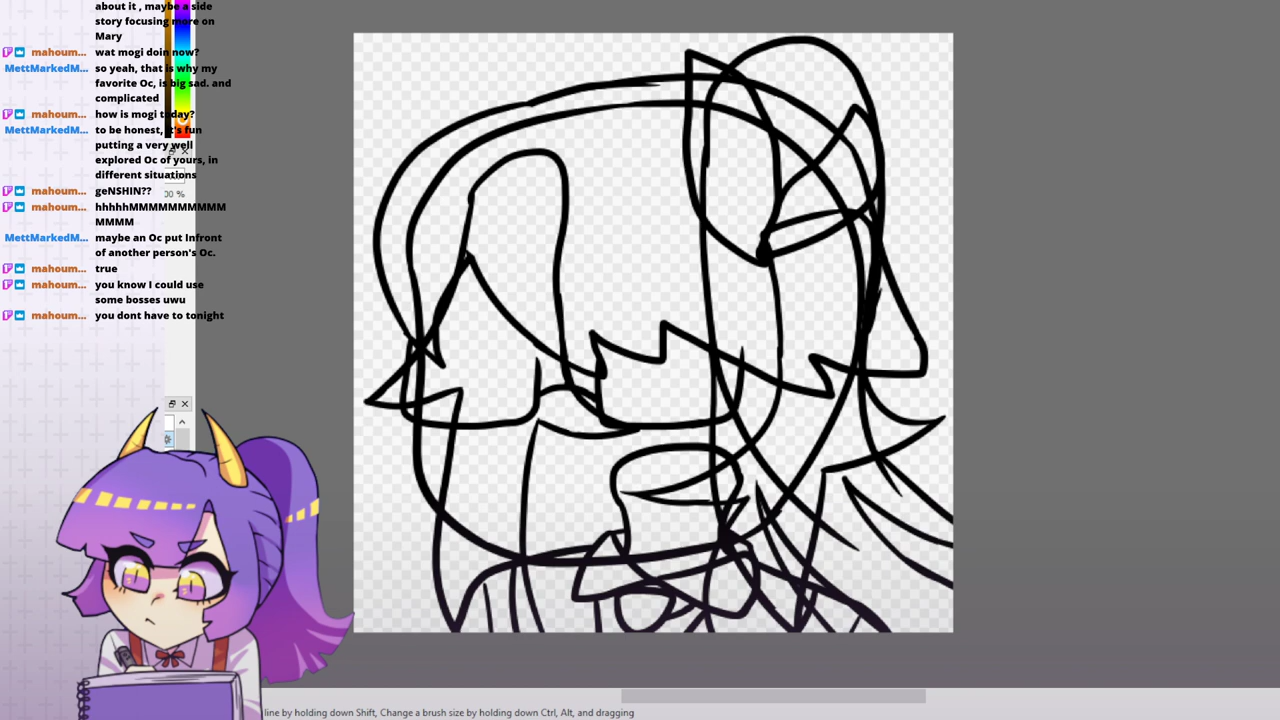 about it , maybe a side
story focusing more on
Mary
mahoum... wat mogi doin now?
MettMarkedM... so yeah, that is why my
favorite Oc, is big sad. and
complicated
mahoum... how is mogi today?
MettMarkedM... to be honest, it's fun
putting a very well
explored Oc of yours, in
different situations
00 %
mahoum... geNSHIN??
mahoum... hhhhhMMMMMMMMMM
MMMM
MettMarkedM... maybe an Oc put Infront
of another person's Oc.
mahoum... true
mahoum... you know I could use
some bosses uwu
mahoum... you dont have to tonight
line by holding down Shift, Change a brush size by holding down Ctrl, Alt, and dragging